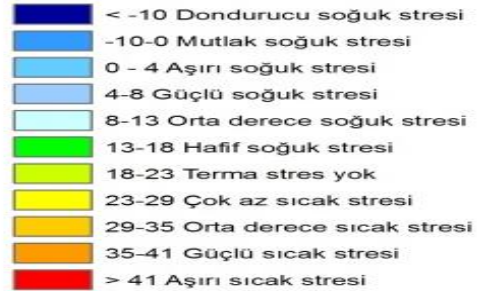 < -10 Dondurucu soğuk stresi
-10-0 Mutlak soğuk stresi
0 - 4 Aşırı soğuk stresi
4-8 Güçlü soğuk stresi
8-13 Orta derece soğuk stresi
13-18 Hafif soğuk stresi
18-23 Terma stres yok
23-29 Çok az sıcak stresi
29-35 Orta derece sıcak stresi
35-41 Güçlü sıcak stresi
> 41 Aşırı sıcak stresi